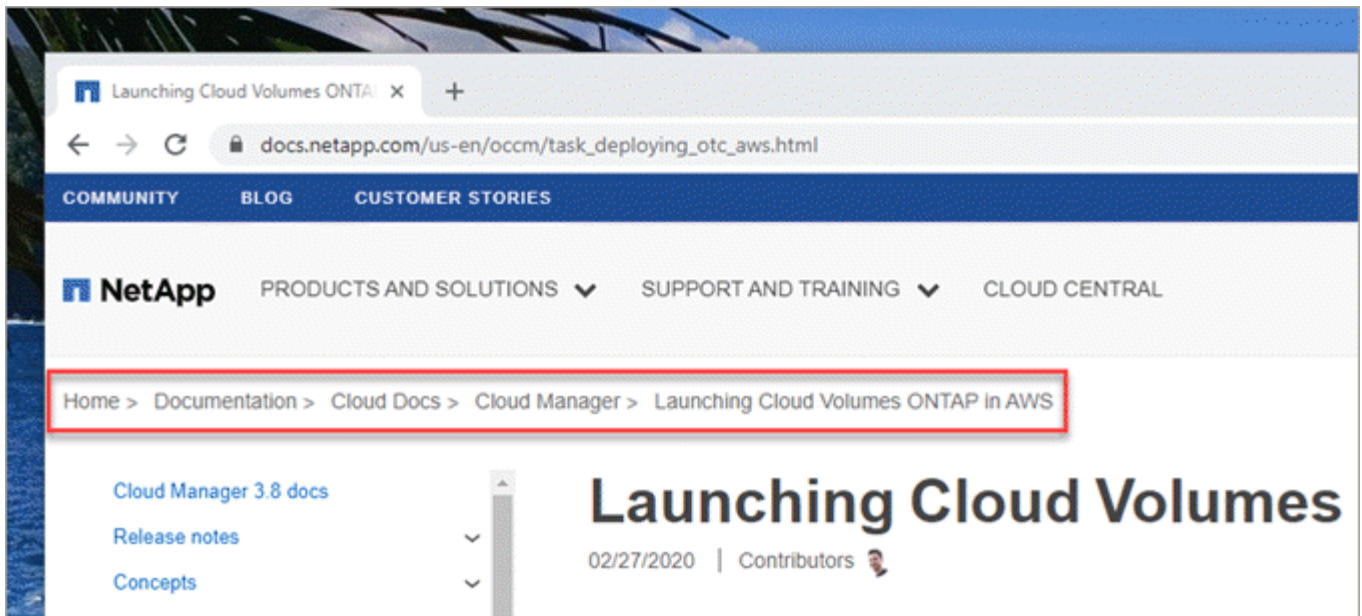 Launching Cloud Volumes ONTA
docs.netapp.com/us-en/occm/task_deploying_otc_aws.html
COMMUNITY BLOG CUSTOMER STORIES
NetApp PRODUCTS AND SOLUTIONS SUPPORT AND TRAINING CLOUD CENTRAL
Home > Documentation > Cloud Docs > Cloud Manager > Launching Cloud Volumes ONTAP in AWS
Cloud Manager 3.8 docs
Release notes
Concepts
Launching Cloud Volumes
02/27/2020 | Contributors